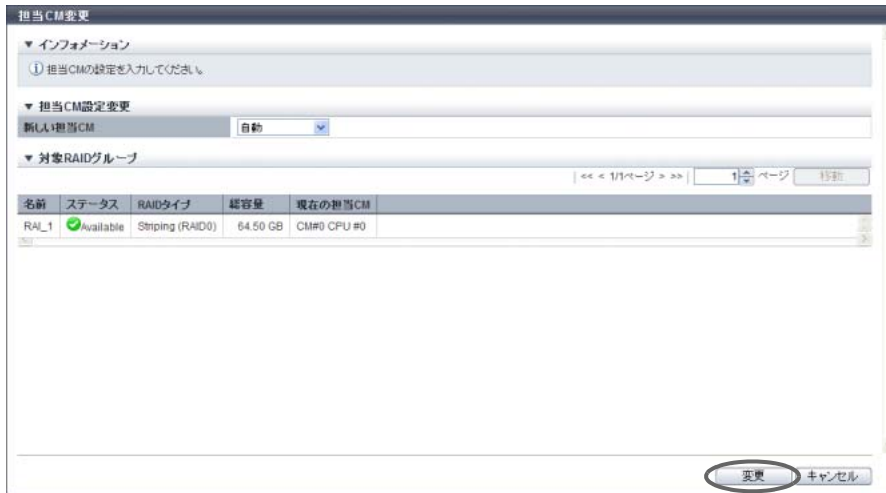 担当CM変更
▼ インフォメーション
担当CMの設定を入力してください。
▼ 担当CM設定変更
新しい担当CM 自動
▼ 対象RAIDグループ
<< < 1/1ページ > >> 1 ページ 移動
名前 ステータス RAIDタイプ 総容量 現在の担当CM
RAI_1 Available Striping (RAID0) 64.50 GB CM#0 CPU #0
変更 キャンセル